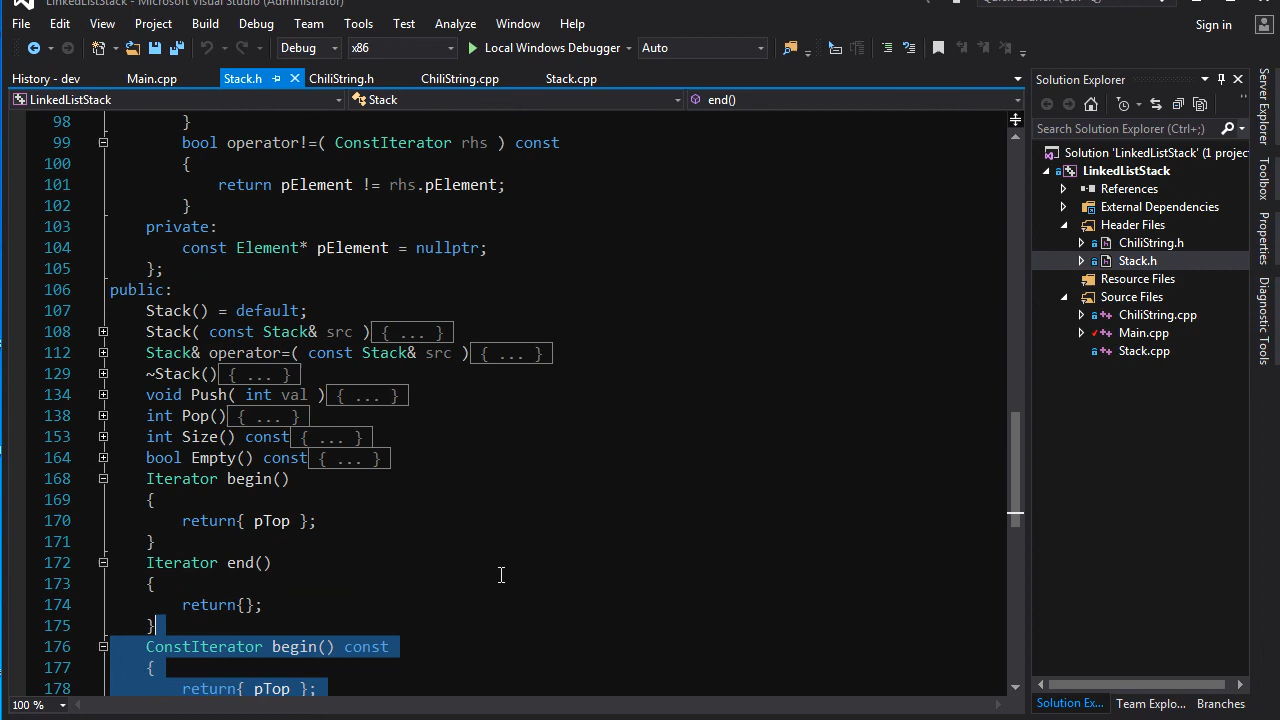 LinkedListStack - Microsoft Visual Studio (Administrator)
File Edit View Project Build Debug Team Tools Test Analyze Window Help Sign in
Debug x86 Local Windows Debugger Auto
History - dev Main.cpp Stack.h ChiliString.h ChiliString.cpp Stack.cpp
LinkedListStack Stack end()
98 }
99 bool operator!=( ConstIterator rhs ) const
100 {
101 return pElement != rhs.pElement;
102 }
103 private:
104 const Element* pElement = nullptr;
105 };
106 public:
107 Stack() = default;
108 Stack( const Stack& src ){ ... }
112 Stack& operator=( const Stack& src ){ ... }
129 ~Stack(){ ... }
134 void Push( int val ){ ... }
138 int Pop(){ ... }
153 int Size() const{ ... }
164 bool Empty() const{ ... }
168 Iterator begin()
169 {
170 return{ pTop };
171 }
172 Iterator end()
173 {
174 return{};
175 }
176 ConstIterator begin() const
177 {
178 return{ pTop };
100 %
Solution Explorer
Search Solution Explorer (Ctrl+;)
Solution 'LinkedListStack' (1 projec
LinkedListStack
References
External Dependencies
Header Files
ChiliString.h
Stack.h
Resource Files
Source Files
ChiliString.cpp
Main.cpp
Stack.cpp
Solution Ex... Team Explo... Branches
Server Explorer
Toolbox
Properties
Diagnostic Tools